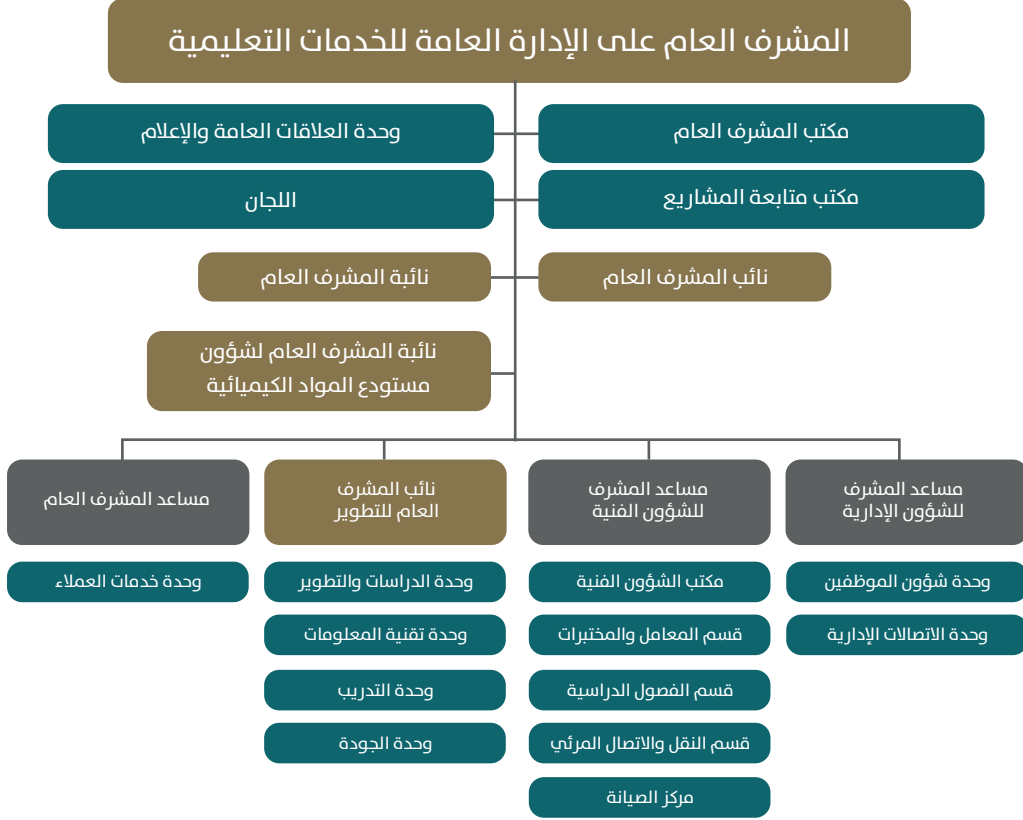 المشرف العام على الإدارة العامة للخدمات التعليمية
مكتب المشرف العام
وحدة العلاقات العامة والإعلام
مكتب متابعة المشاريع
اللجان
نائب المشرف العام
نائبة المشرف العام
نائبة المشرف العام لشؤون
مستودع المواد الكيميائية
مساعد المشرف
للشؤون الإدارية
وحدة شؤون الموظفين
وحدة الاتصالات الإدارية
مساعد المشرف
للشؤون الفنية
مكتب الشؤون الفنية
قسم المعامل والمختبرات
قسم الفصول الدراسية
قسم النقل والاتصال المرئي
مركز الصيانة
نائب المشرف
العام للتطوير
وحدة الدراسات والتطوير
وحدة تقنية المعلومات
وحدة التدريب
وحدة الجودة
مساعد المشرف العام
وحدة خدمات العملاء